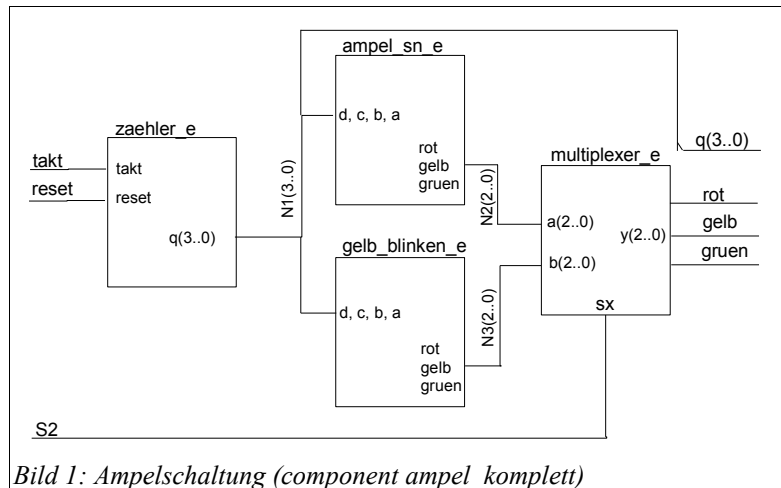 ampel_sn_e
d, c, b, a
rot
gelb
gruen
zaehler_e
takt
takt
reset
reset
q(3..0)
N1(3..0)
N2(2..0)
gelb_blinken_e
d, c, b, a
rot
gelb
gruen
N3(2..0)
multiplexer_e
a(2..0)
b(2..0)
y(2..0)
sx
q(3..0)
rot
gelb
gruen
S2
Bild 1: Ampelschaltung (component ampel_komplett)